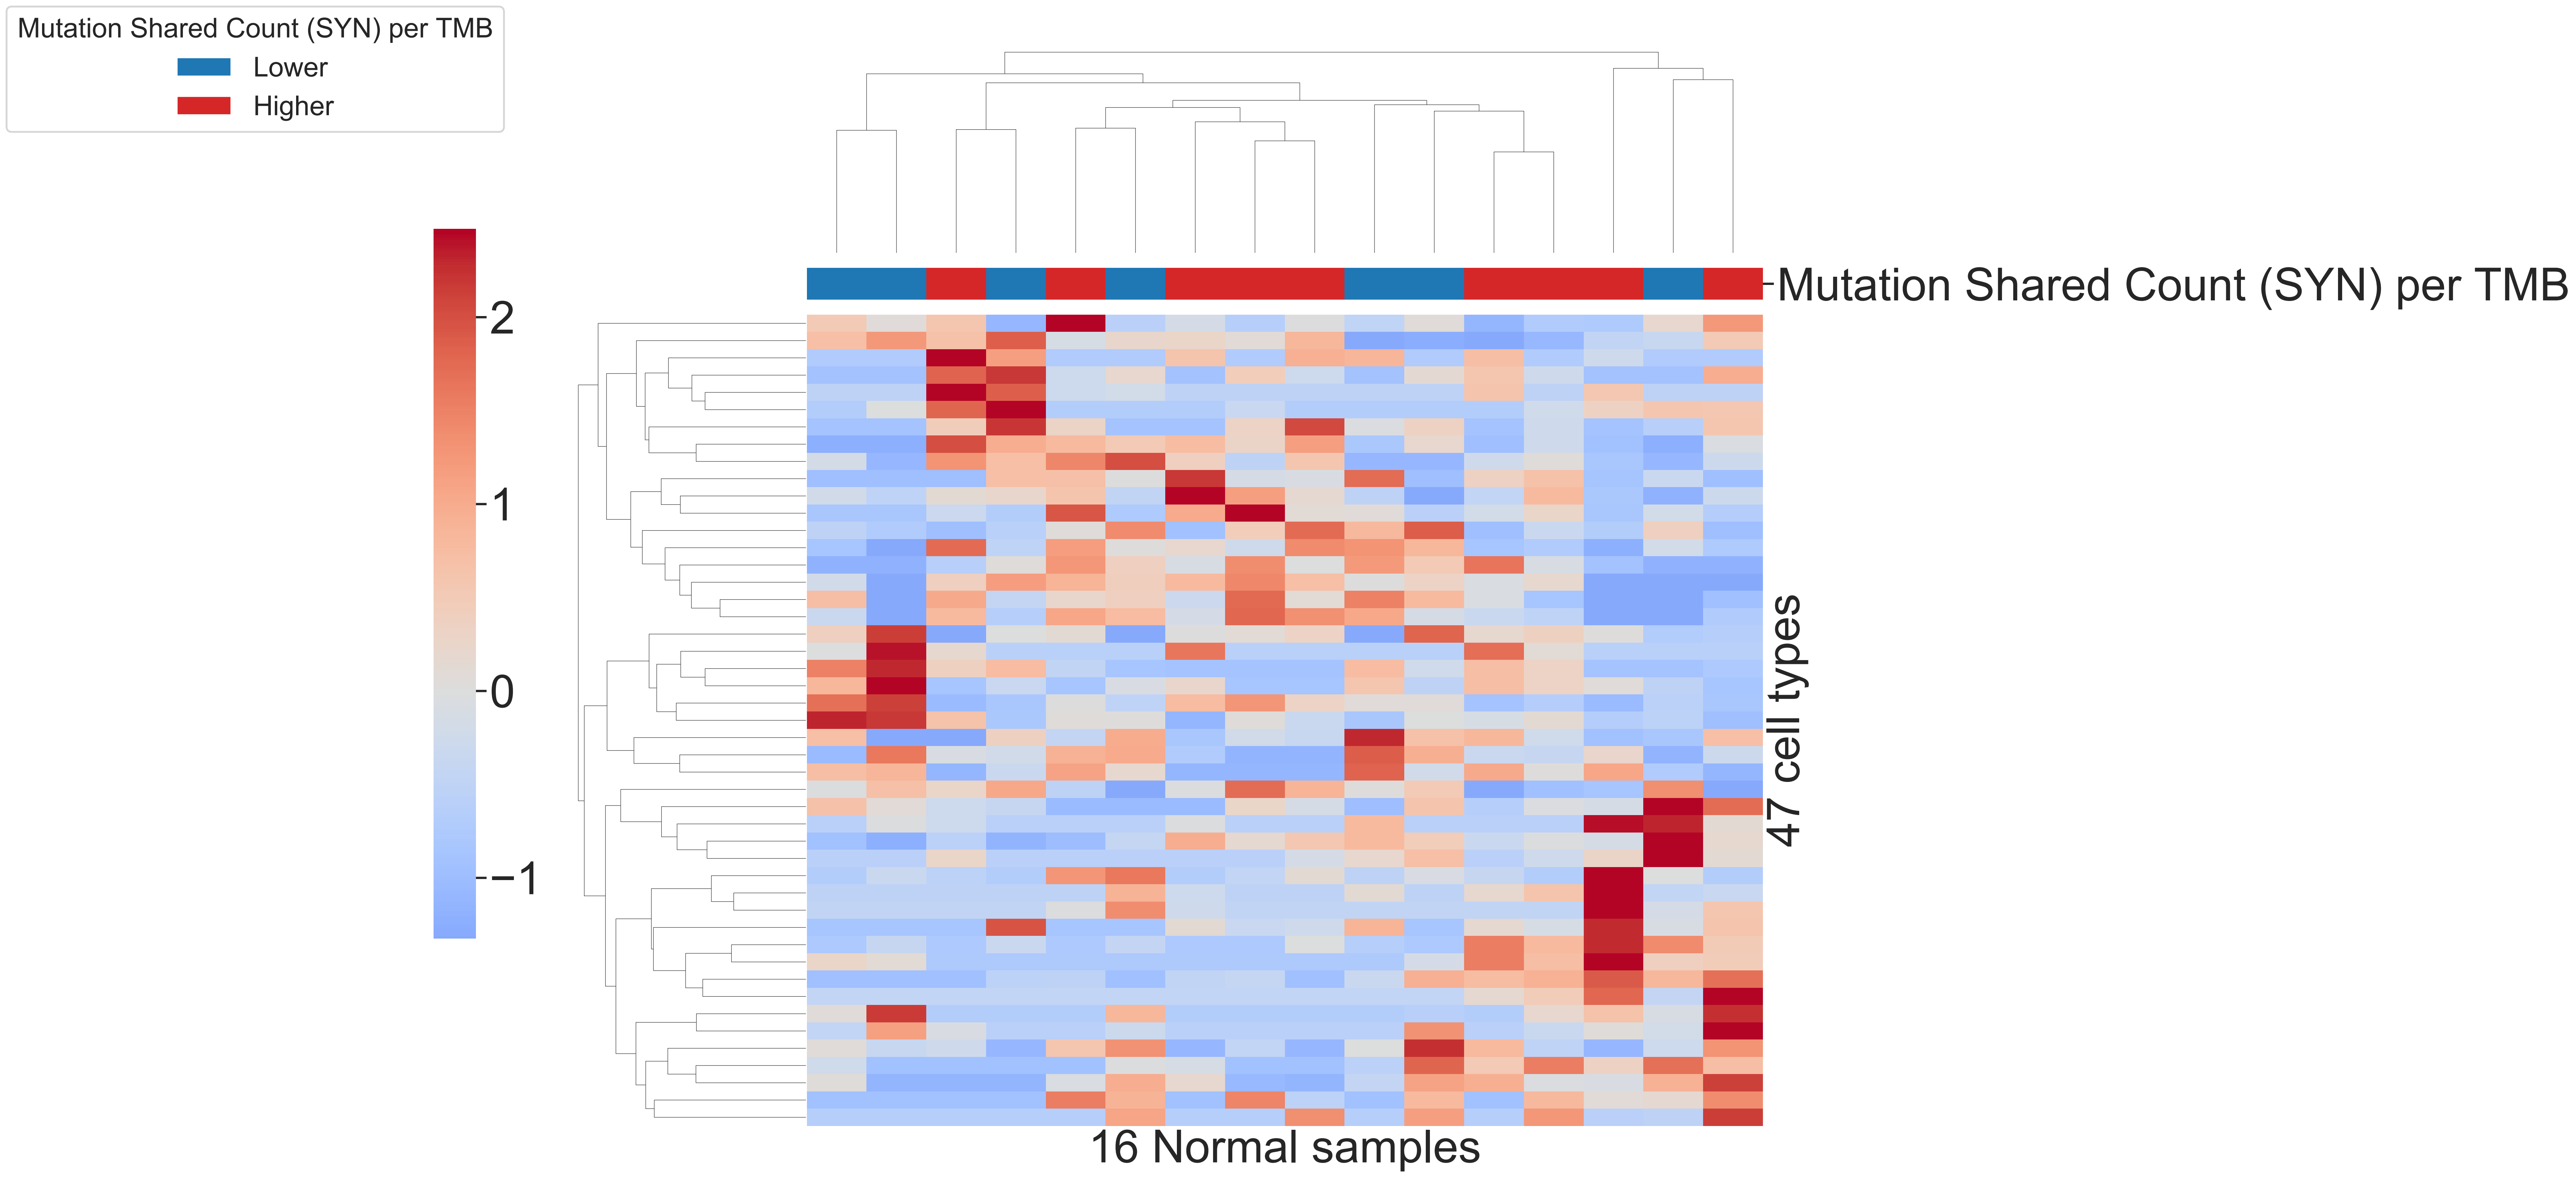 Mutation Shared Count (SYN) per TMB
Lower
Higher
Mutation Shared Count (SYN) per TMB
2
1
0
−1
47 cell types
16 Normal samples